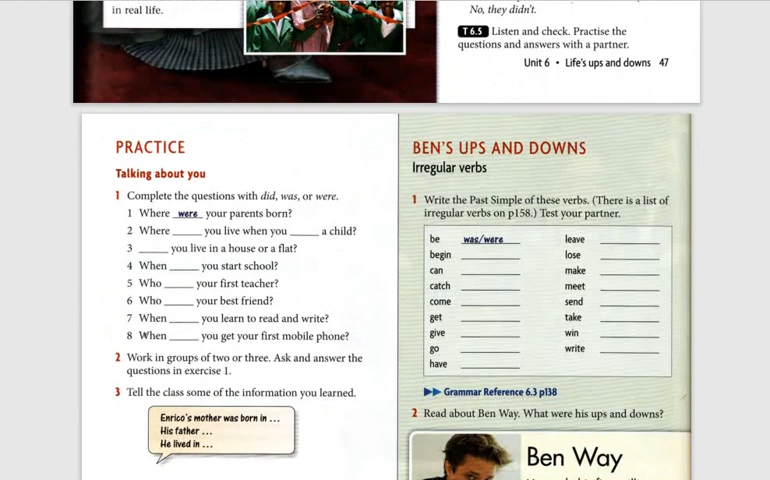 in real life.
No, they didn't.
T 6.5 Listen and check. Practise the
questions and answers with a partner.
Unit 6 • Life's ups and downs 47
PRACTICE
Talking about you
1 Complete the questions with did, was, or were.
1 Where were your parents born?
2 Where _____ you live when you _____ a child?
3 _____ you live in a house or a flat?
4 When _____ you start school?
5 Who _____ your first teacher?
6 Who _____ your best friend?
7 When _____ you learn to read and write?
8 When _____ you get your first mobile phone?
2 Work in groups of two or three. Ask and answer the
questions in exercise 1.
3 Tell the class some of the information you learned.
Enrico's mother was born in ...
His father ...
He lived in ...
BEN'S UPS AND DOWNS
Irregular verbs
1 Write the Past Simple of these verbs. (There is a list of
irregular verbs on p158.) Test your partner.
be was/were
begin
can
catch
come
get
give
go
have
leave
lose
make
meet
send
take
win
write
Grammar Reference 6.3 p138
2 Read about Ben Way. What were his ups and downs?
Ben Way